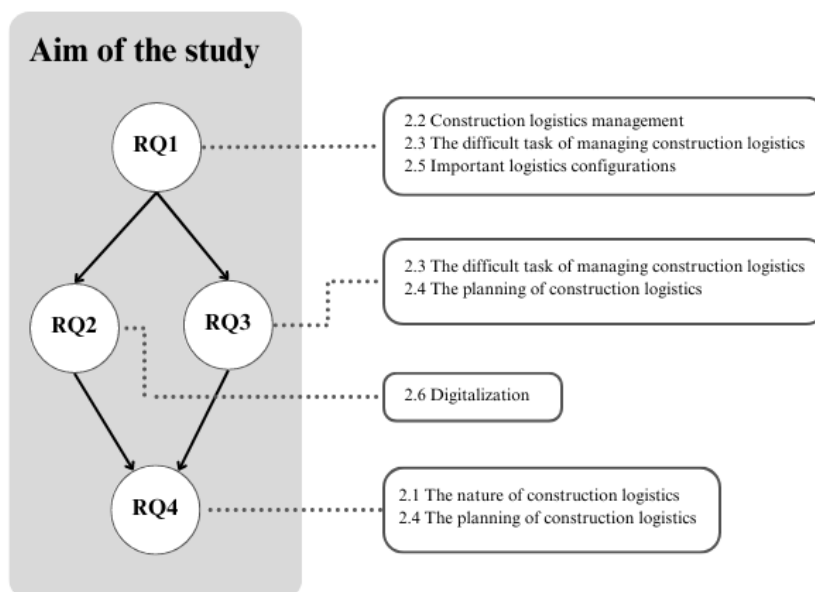 Aim of the study
RQ1
2.2 Construction logistics management
2.3 The difficult task of managing construction logistics
2.5 Important logistics configurations
RQ2
RQ3
2.3 The difficult task of managing construction logistics
2.4 The planning of construction logistics
2.6 Digitalization
RQ4
2.1 The nature of construction logistics
2.4 The planning of construction logistics